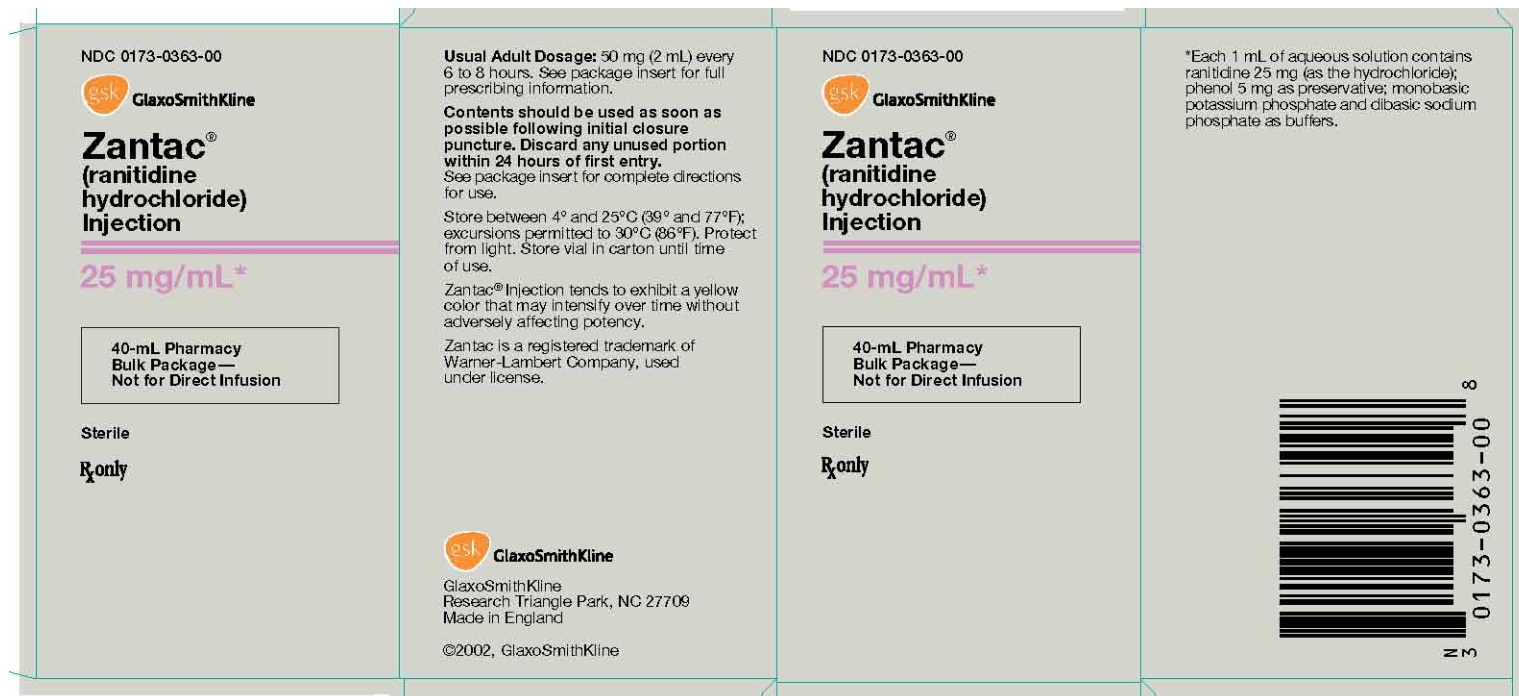 NDC 0173-0363-00
gsk GlaxoSmithKline
Zantac®
(ranitidine
hydrochloride)
Injection
25 mg/mL*
40-mL Pharmacy
Bulk Package—
Not for Direct Infusion
Sterile
℞ only
Usual Adult Dosage: 50 mg (2 mL) every
6 to 8 hours. See package insert for full
prescribing information.
Contents should be used as soon as
possible following initial closure
puncture. Discard any unused portion
within 24 hours of first entry.
See package insert for complete directions
for use.
Store between 4º and 25ºC (39º and 77ºF);
excursions permitted to 30ºC (86ºF). Protect
from light. Store vial in carton until time
of use.
Zantac® Injection tends to exhibit a yellow
color that may intensify over time without
adversely affecting potency.
Zantac is a registered trademark of
Warner-Lambert Company, used
under license.
gsk GlaxoSmithKline
GlaxoSmithKline
Research Triangle Park, NC 27709
Made in England
©2002, GlaxoSmithKline
NDC 0173-0363-00
gsk GlaxoSmithKline
Zantac®
(ranitidine
hydrochloride)
Injection
25 mg/mL*
40-mL Pharmacy
Bulk Package—
Not for Direct Infusion
Sterile
℞ only
*Each 1 mL of aqueous solution contains
ranitidine 25 mg (as the hydrochloride);
phenol 5 mg as preservative; monobasic
potassium phosphate and dibasic sodium
phosphate as buffers.
N 3 0173-0363-00 8